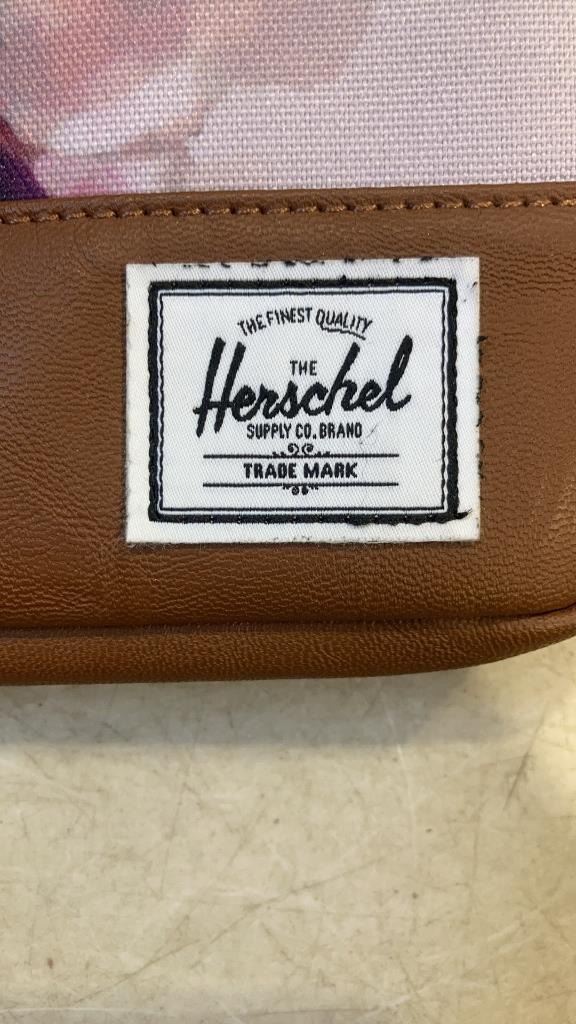 THE FINEST QUALITY
THE
Herschel
SUPPLY CO. BRAND
TRADE MARK